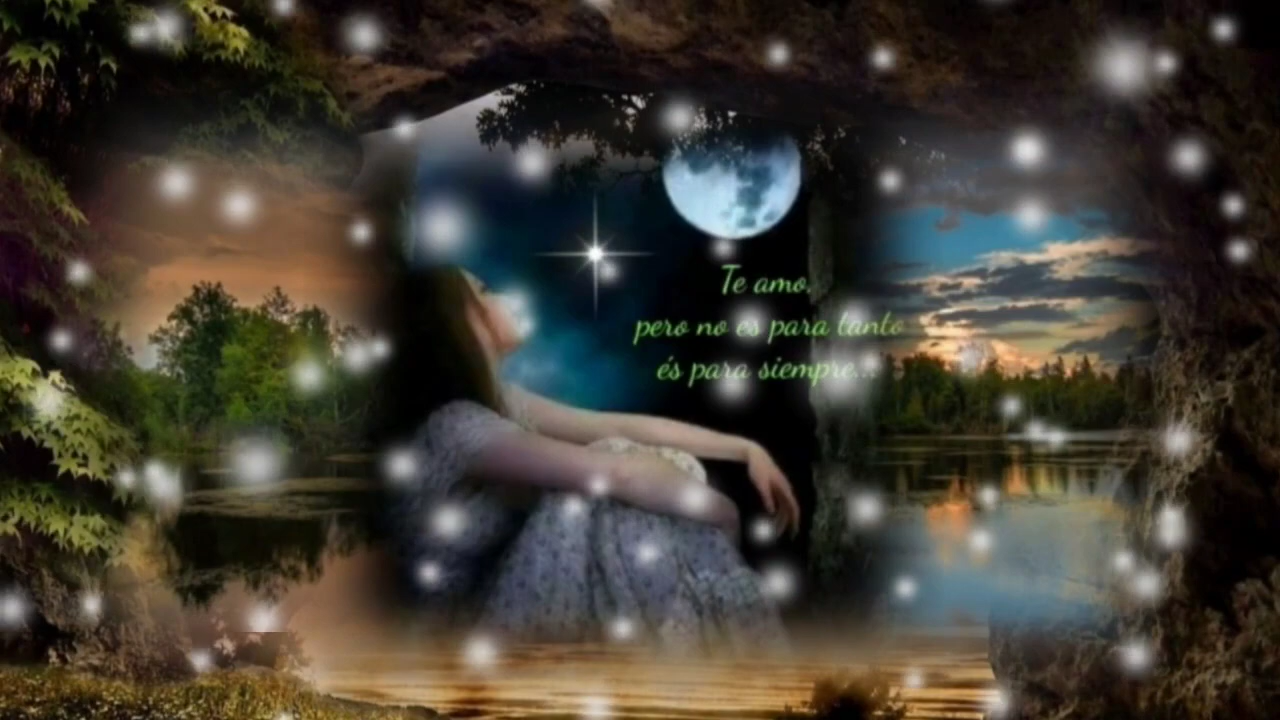 Te amo,
pero no es para tanto
és para siempre...